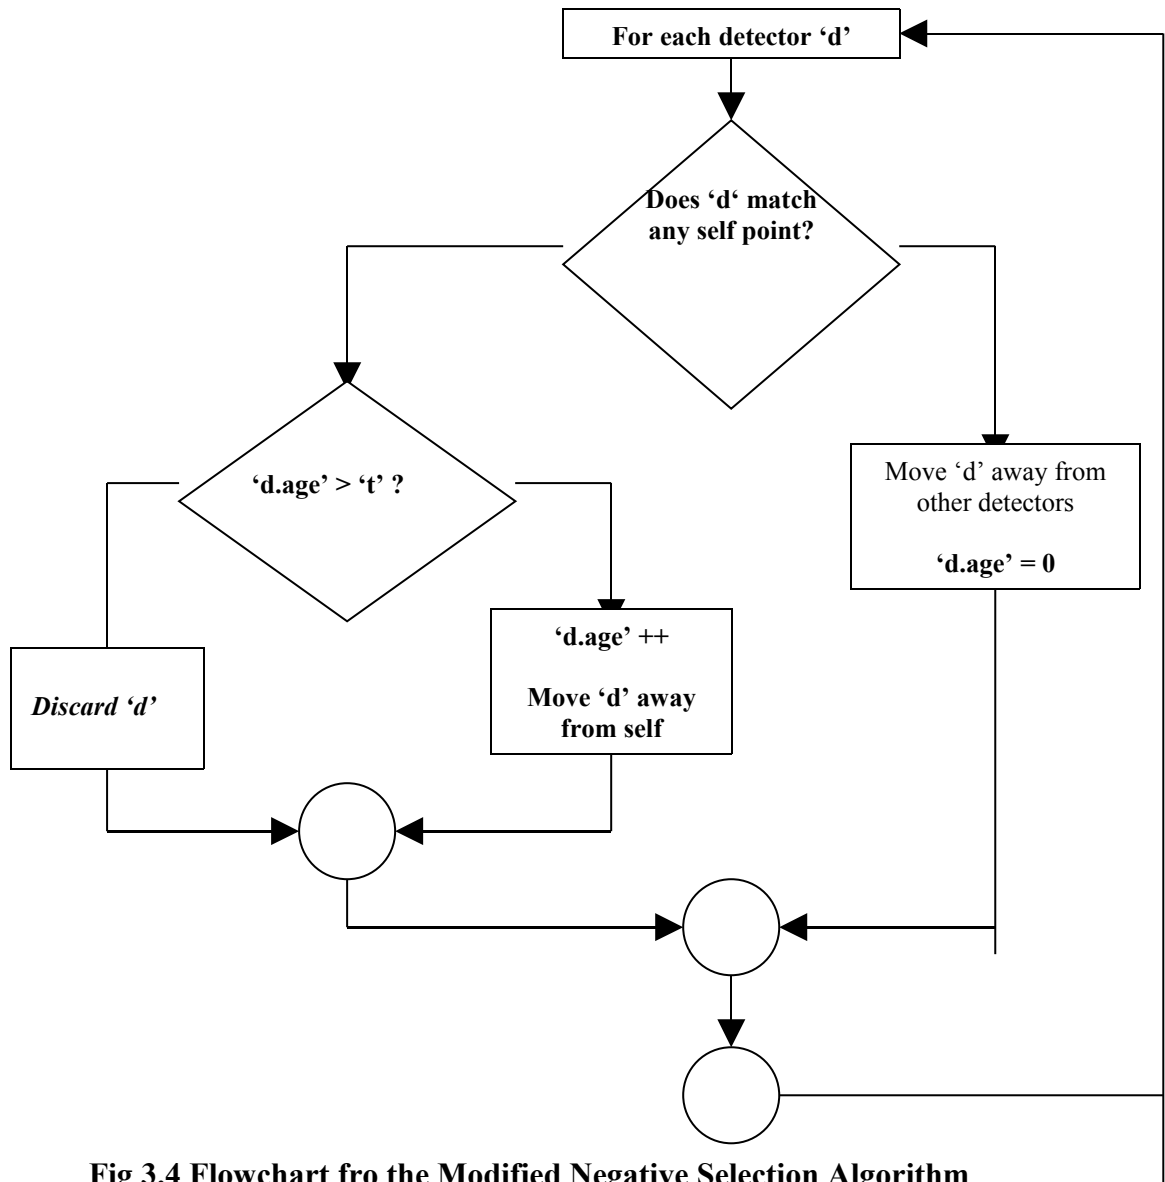 For each detector ‘d’
Does ‘d‘ match
any self point?
‘d.age’ > ‘t’ ?
Move ‘d’ away from
other detectors
‘d.age’ = 0
‘d.age’ ++
Move ‘d’ away
from self
Discard ‘d’
Fig 3.4 Flowchart fro the Modified Negative Selection Algorithm